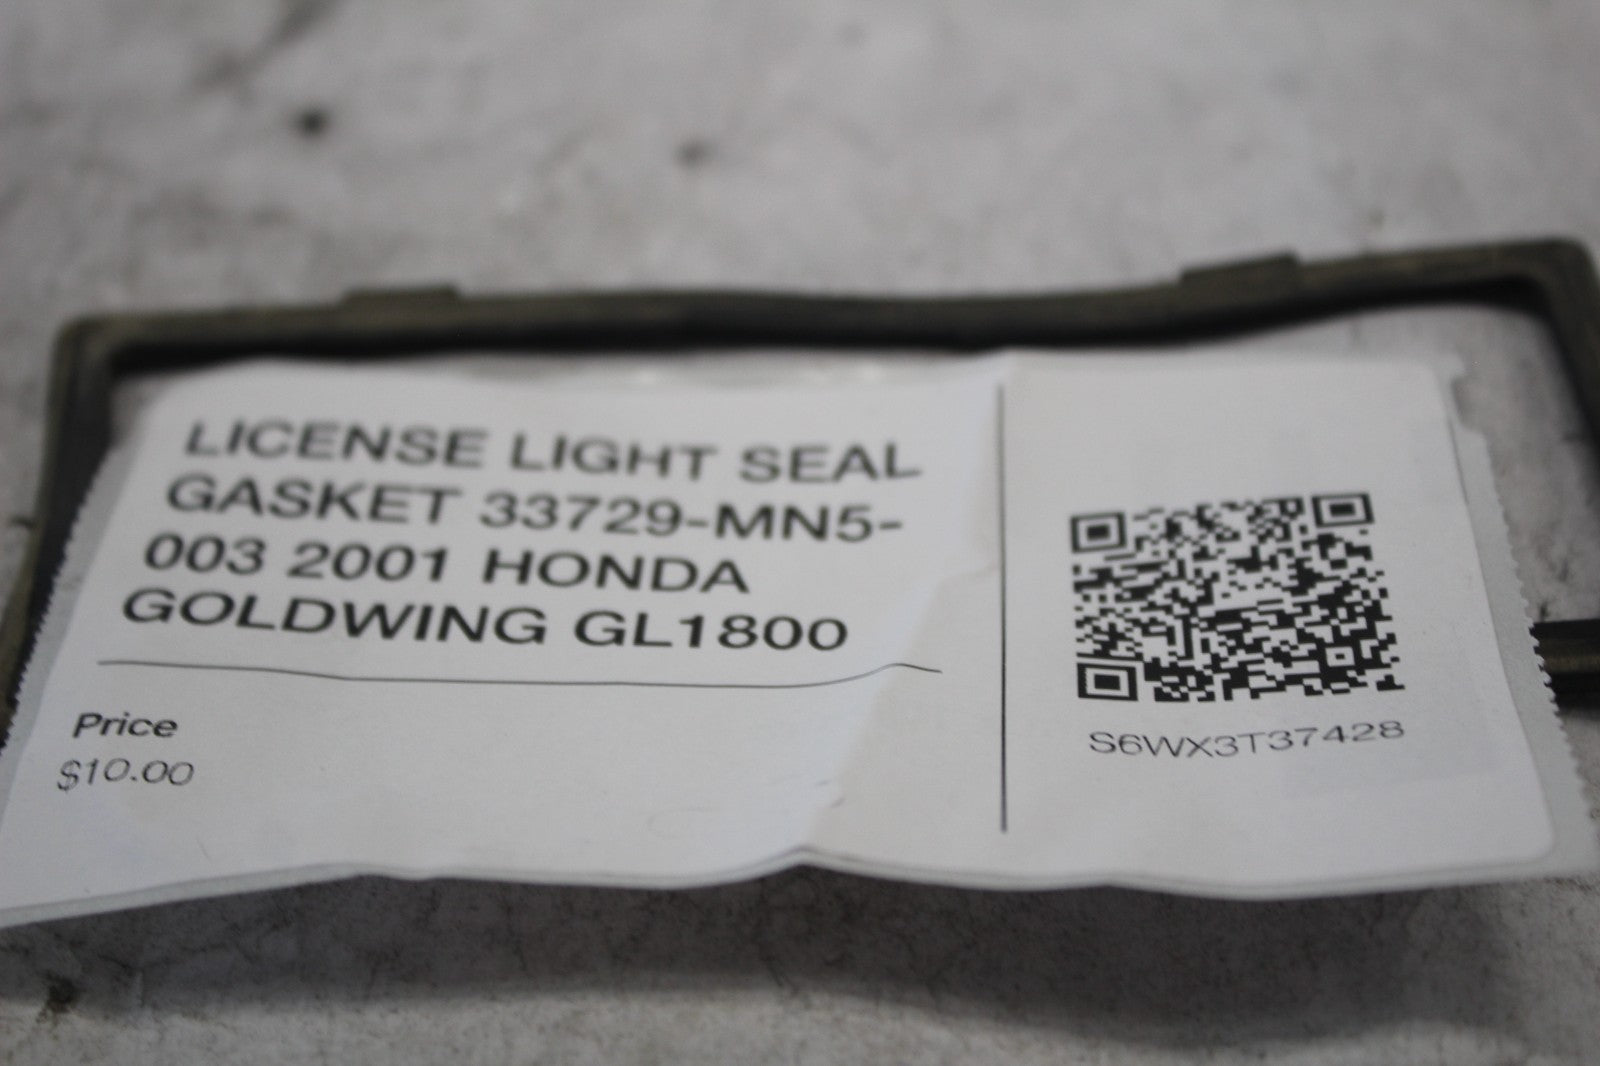 LICENSE LIGHT SEAL
GASKET 33729-MN5-
003 2001 HONDA
GOLDWING GL1800
Price
$10.00
S6WX3T37428